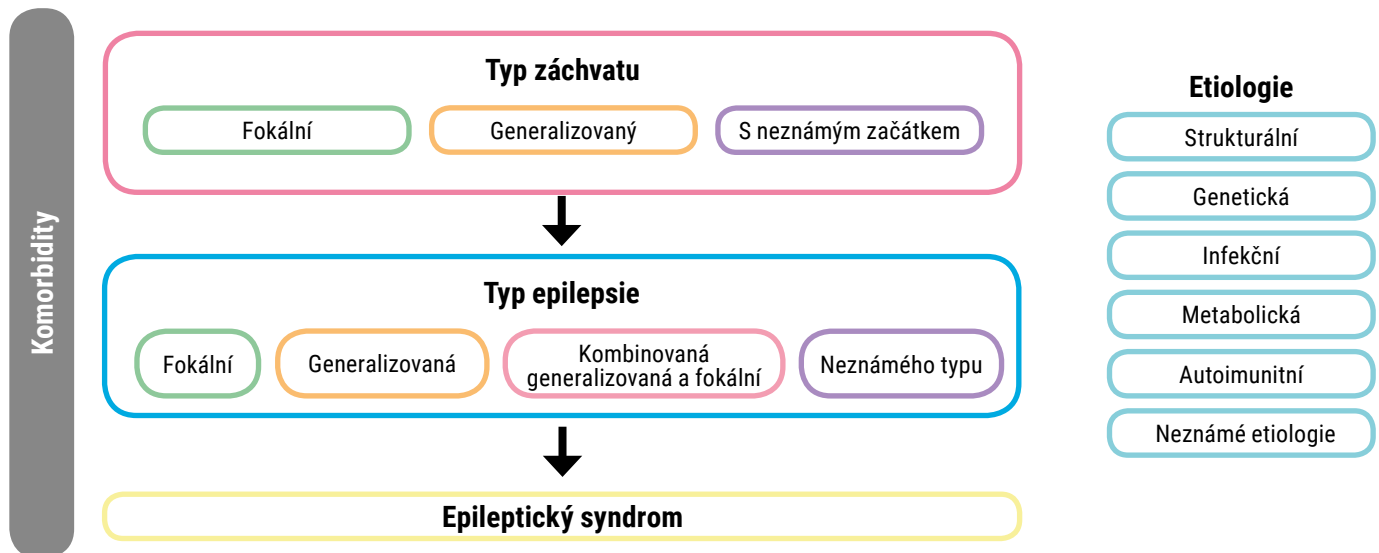 Komorbidity
Typ záchvatu
Fokální
Generalizovaný
S neznámým začátkem
Typ epilepsie
Fokální
Generalizovaná
Kombinovaná
generalizovaná a fokální
Neznámého typu
Epileptický syndrom
Etiologie
Strukturální
Genetická
Infekční
Metabolická
Autoimunitní
Neznámé etiologie